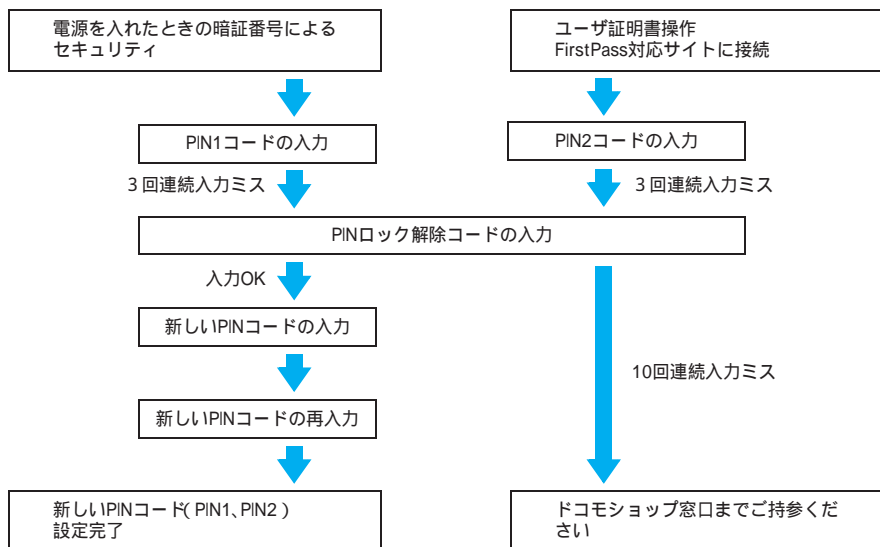 電源を入れたときの暗証番号による
セキュリティ
ユーザ証明書操作
FirstPass対応サイトに接続
PIN1コードの入力
PIN2コードの入力
3回連続入力ミス
3回連続入力ミス
PINロック解除コードの入力
入力OK
新しいPINコードの入力
10回連続入力ミス
新しいPINコードの再入力
新しいPINコード(PIN1、PIN2)
設定完了
ドコモショップ窓口までご持参くだ
さい